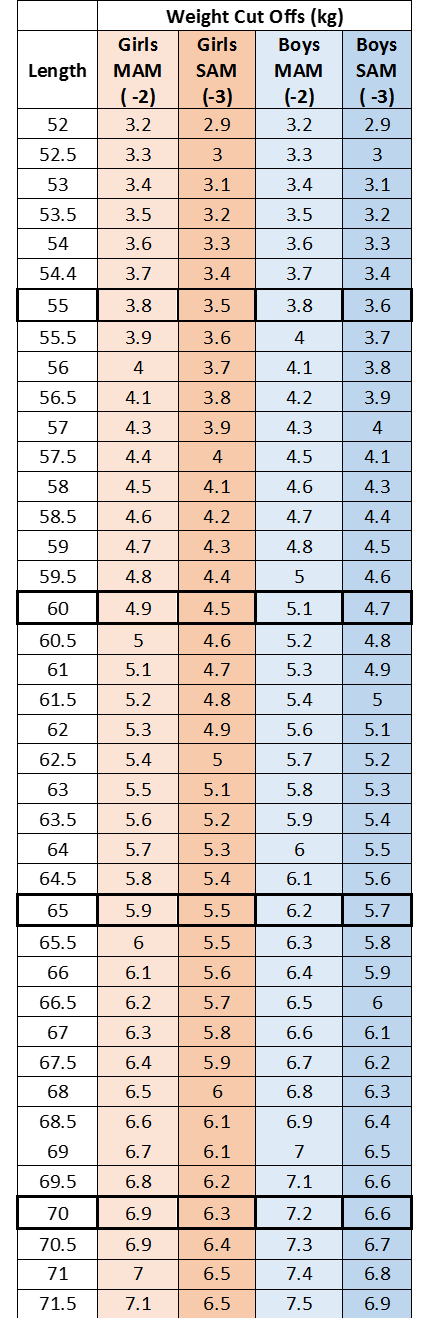 Weight Cut Offs (kg)
Length Girls MAM ( -2) Girls SAM (-3) Boys MAM (-2) Boys SAM ( -3)
52 3.2 2.9 3.2 2.9
52.5 3.3 3 3.3 3
53 3.4 3.1 3.4 3.1
53.5 3.5 3.2 3.5 3.2
54 3.6 3.3 3.6 3.3
54.4 3.7 3.4 3.7 3.4
55 3.8 3.5 3.8 3.6
55.5 3.9 3.6 4 3.7
56 4 3.7 4.1 3.8
56.5 4.1 3.8 4.2 3.9
57 4.3 3.9 4.3 4
57.5 4.4 4 4.5 4.1
58 4.5 4.1 4.6 4.3
58.5 4.6 4.2 4.7 4.4
59 4.7 4.3 4.8 4.5
59.5 4.8 4.4 5 4.6
60 4.9 4.5 5.1 4.7
60.5 5 4.6 5.2 4.8
61 5.1 4.7 5.3 4.9
61.5 5.2 4.8 5.4 5
62 5.3 4.9 5.6 5.1
62.5 5.4 5 5.7 5.2
63 5.5 5.1 5.8 5.3
63.5 5.6 5.2 5.9 5.4
64 5.7 5.3 6 5.5
64.5 5.8 5.4 6.1 5.6
65 5.9 5.5 6.2 5.7
65.5 6 5.5 6.3 5.8
66 6.1 5.6 6.4 5.9
66.5 6.2 5.7 6.5 6
67 6.3 5.8 6.6 6.1
67.5 6.4 5.9 6.7 6.2
68 6.5 6 6.8 6.3
68.5 6.6 6.1 6.9 6.4
69 6.7 6.1 7 6.5
69.5 6.8 6.2 7.1 6.6
70 6.9 6.3 7.2 6.6
70.5 6.9 6.4 7.3 6.7
71 7 6.5 7.4 6.8
71.5 7.1 6.5 7.5 6.9